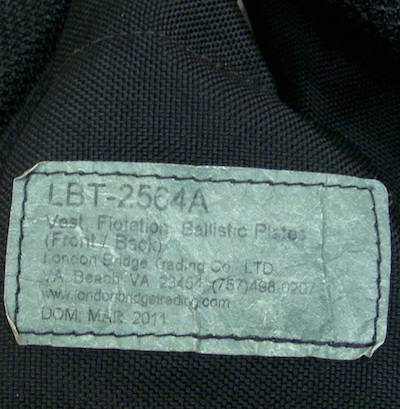 LBT-2564A
Vest, Flotation, Ballistic Plates
(Front / Back)
London Bridge Trading Co. LTD.
VA. Beach VA. 23464 (757)498-0207
www.londonbridgetrading.com
DOM: MAR. 2011